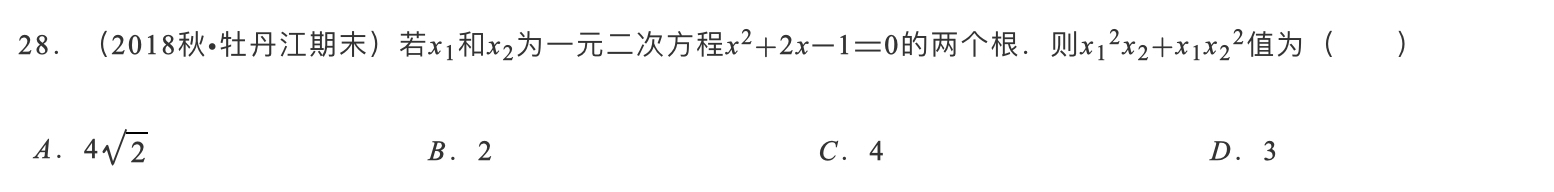 28. （2018秋•牡丹江期末）若x₁和x₂为一元二次方程x²+2x−1=0的两个根．则x₁²x₂+x₁x₂²值为（　　）
A. 4√2　B. 2　C. 4　D. 3